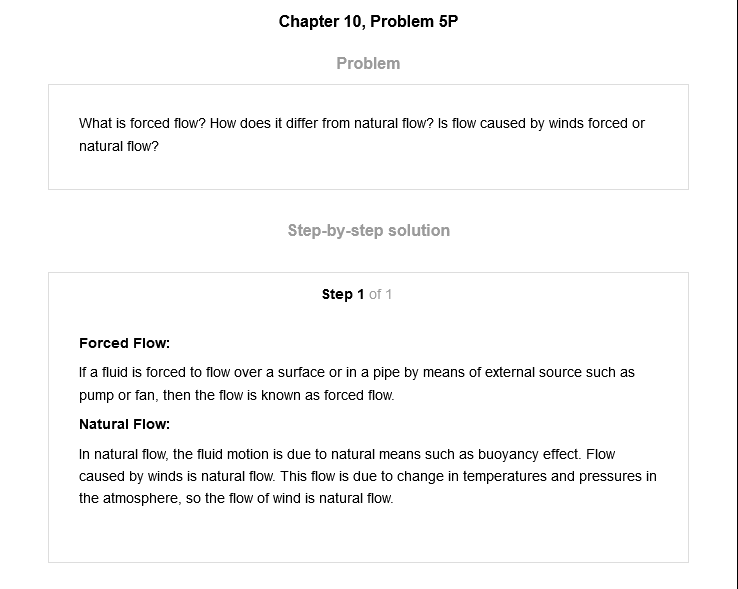 Chapter 10, Problem 5P
Problem
What is forced flow? How does it differ from natural flow? Is flow caused by winds forced or
natural flow?
Step-by-step solution
Step 1 of 1
Forced Flow:
If a fluid is forced to flow over a surface or in a pipe by means of external source such as
pump or fan, then the flow is known as forced flow.
Natural Flow:
In natural flow, the fluid motion is due to natural means such as buoyancy effect. Flow
caused by winds is natural flow. This flow is due to change in temperatures and pressures in
the atmosphere, so the flow of wind is natural flow.